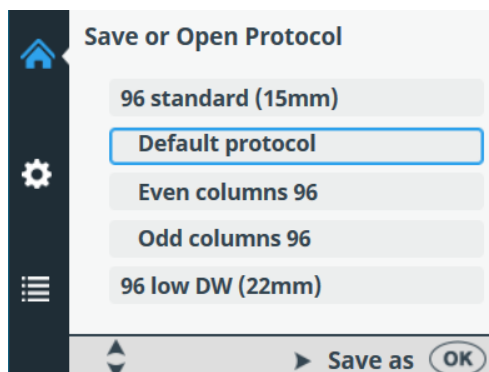 Save or Open Protocol
96 standard (15mm)
Default protocol
Even columns 96
Odd columns 96
96 low DW (22mm)
Save as OK